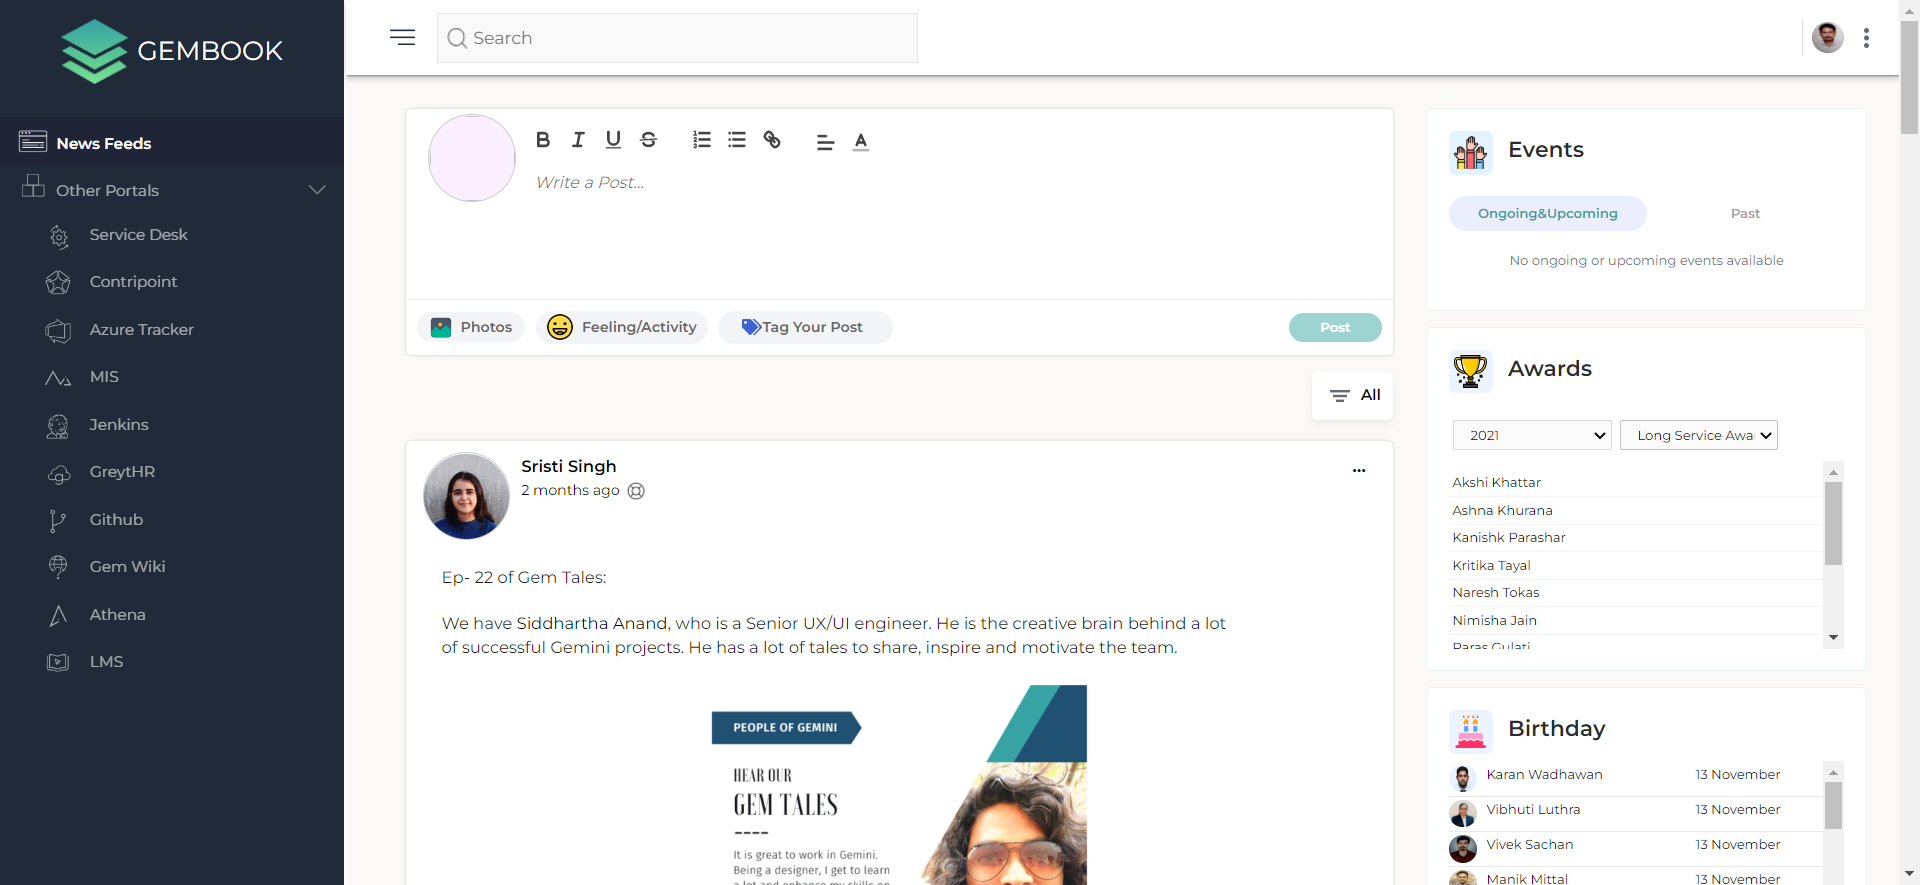 GEMBOOK
News Feeds
Other Portals
Service Desk
Contripoint
Azure Tracker
MIS
Jenkins
GreytHR
Github
Gem Wiki
Athena
LMS
Search
B I U S A
Write a Post...
Photos
Feeling/Activity
Tag Your Post
Post
All
Sristi Singh
2 months ago
Ep- 22 of Gem Tales:
We have Siddhartha Anand, who is a Senior UX/UI engineer. He is the creative brain behind a lot
of successful Gemini projects. He has a lot of tales to share, inspire and motivate the team.
PEOPLE OF GEMINI
HEAR OUR
GEM TALES
It is great to work in Gemini.
Being a designer, I get to learn
a lot and enhance my skills on
Events
Ongoing&Upcoming
Past
No ongoing or upcoming events available
Awards
2021
Long Service Awa
Akshi Khattar
Ashna Khurana
Kanishk Parashar
Kritika Tayal
Naresh Tokas
Nimisha Jain
Paras Gulati
Birthday
Karan Wadhawan 13 November
Vibhuti Luthra 13 November
Vivek Sachan 13 November
Manik Mittal 13 November